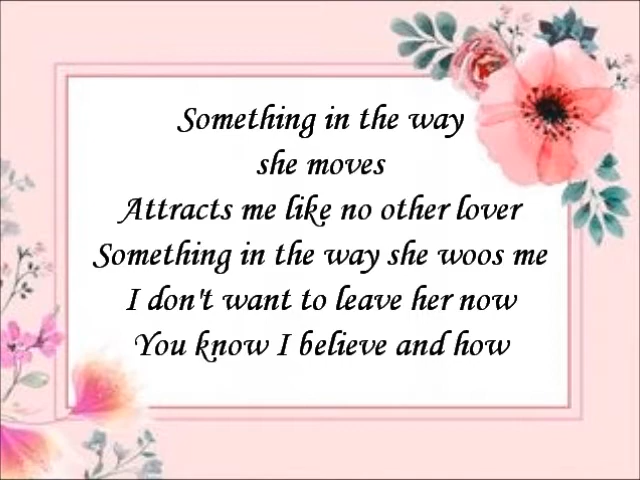 Something in the way
she moves
Attracts me like no other lover
Something in the way she woos me
I don't want to leave her now
You know I believe and how